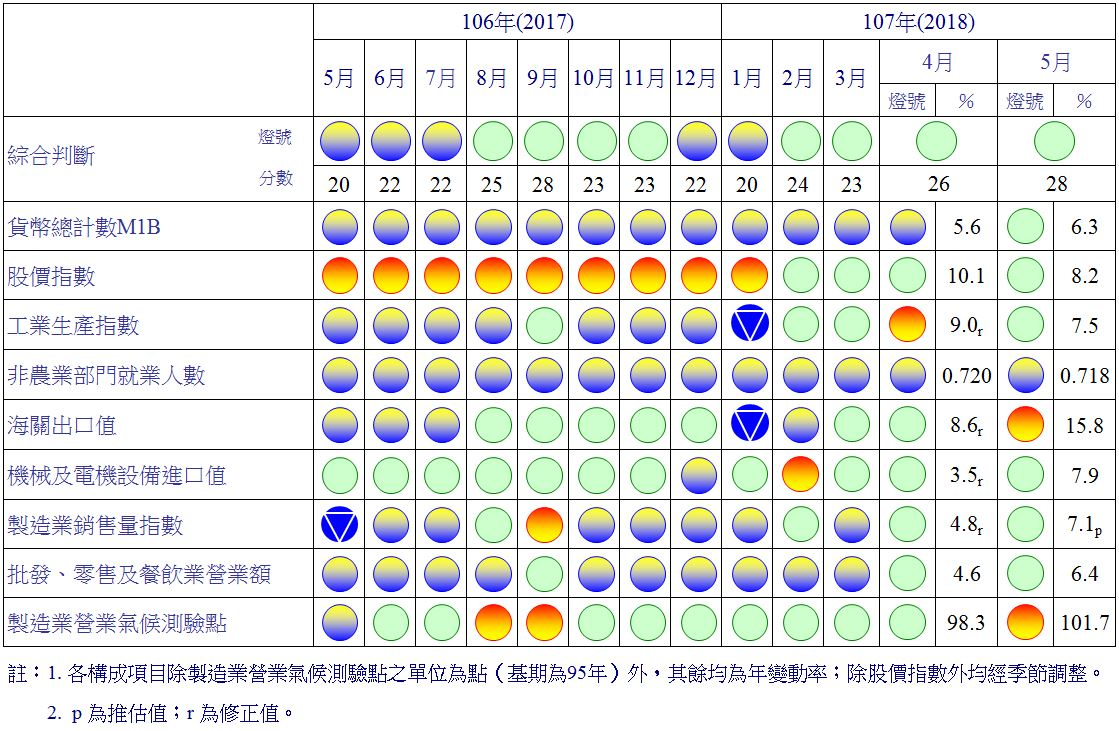 106年(2017) 107年(2018)
5月 6月 7月 8月 9月 10月 11月 12月 1月 2月 3月 4月 5月
燈號 % 燈號 %
綜合判斷 燈號
分數 20 22 22 25 28 23 23 22 20 24 23 26 28
貨幣總計數M1B 5.6 6.3
股價指數 10.1 8.2
工業生產指數 9.0r 7.5
非農業部門就業人數 0.720 0.718
海關出口值 8.6r 15.8
機械及電機設備進口值 3.5r 7.9
製造業銷售量指數 4.8r 7.1p
批發、零售及餐飲業營業額 4.6 6.4
製造業營業氣候測驗點 98.3 101.7
註：1. 各構成項目除製造業營業氣候測驗點之單位為點（基期為95年）外，其餘均為年變動率；除股價指數外均經季節調整。
2. p 為推估值；r 為修正值。